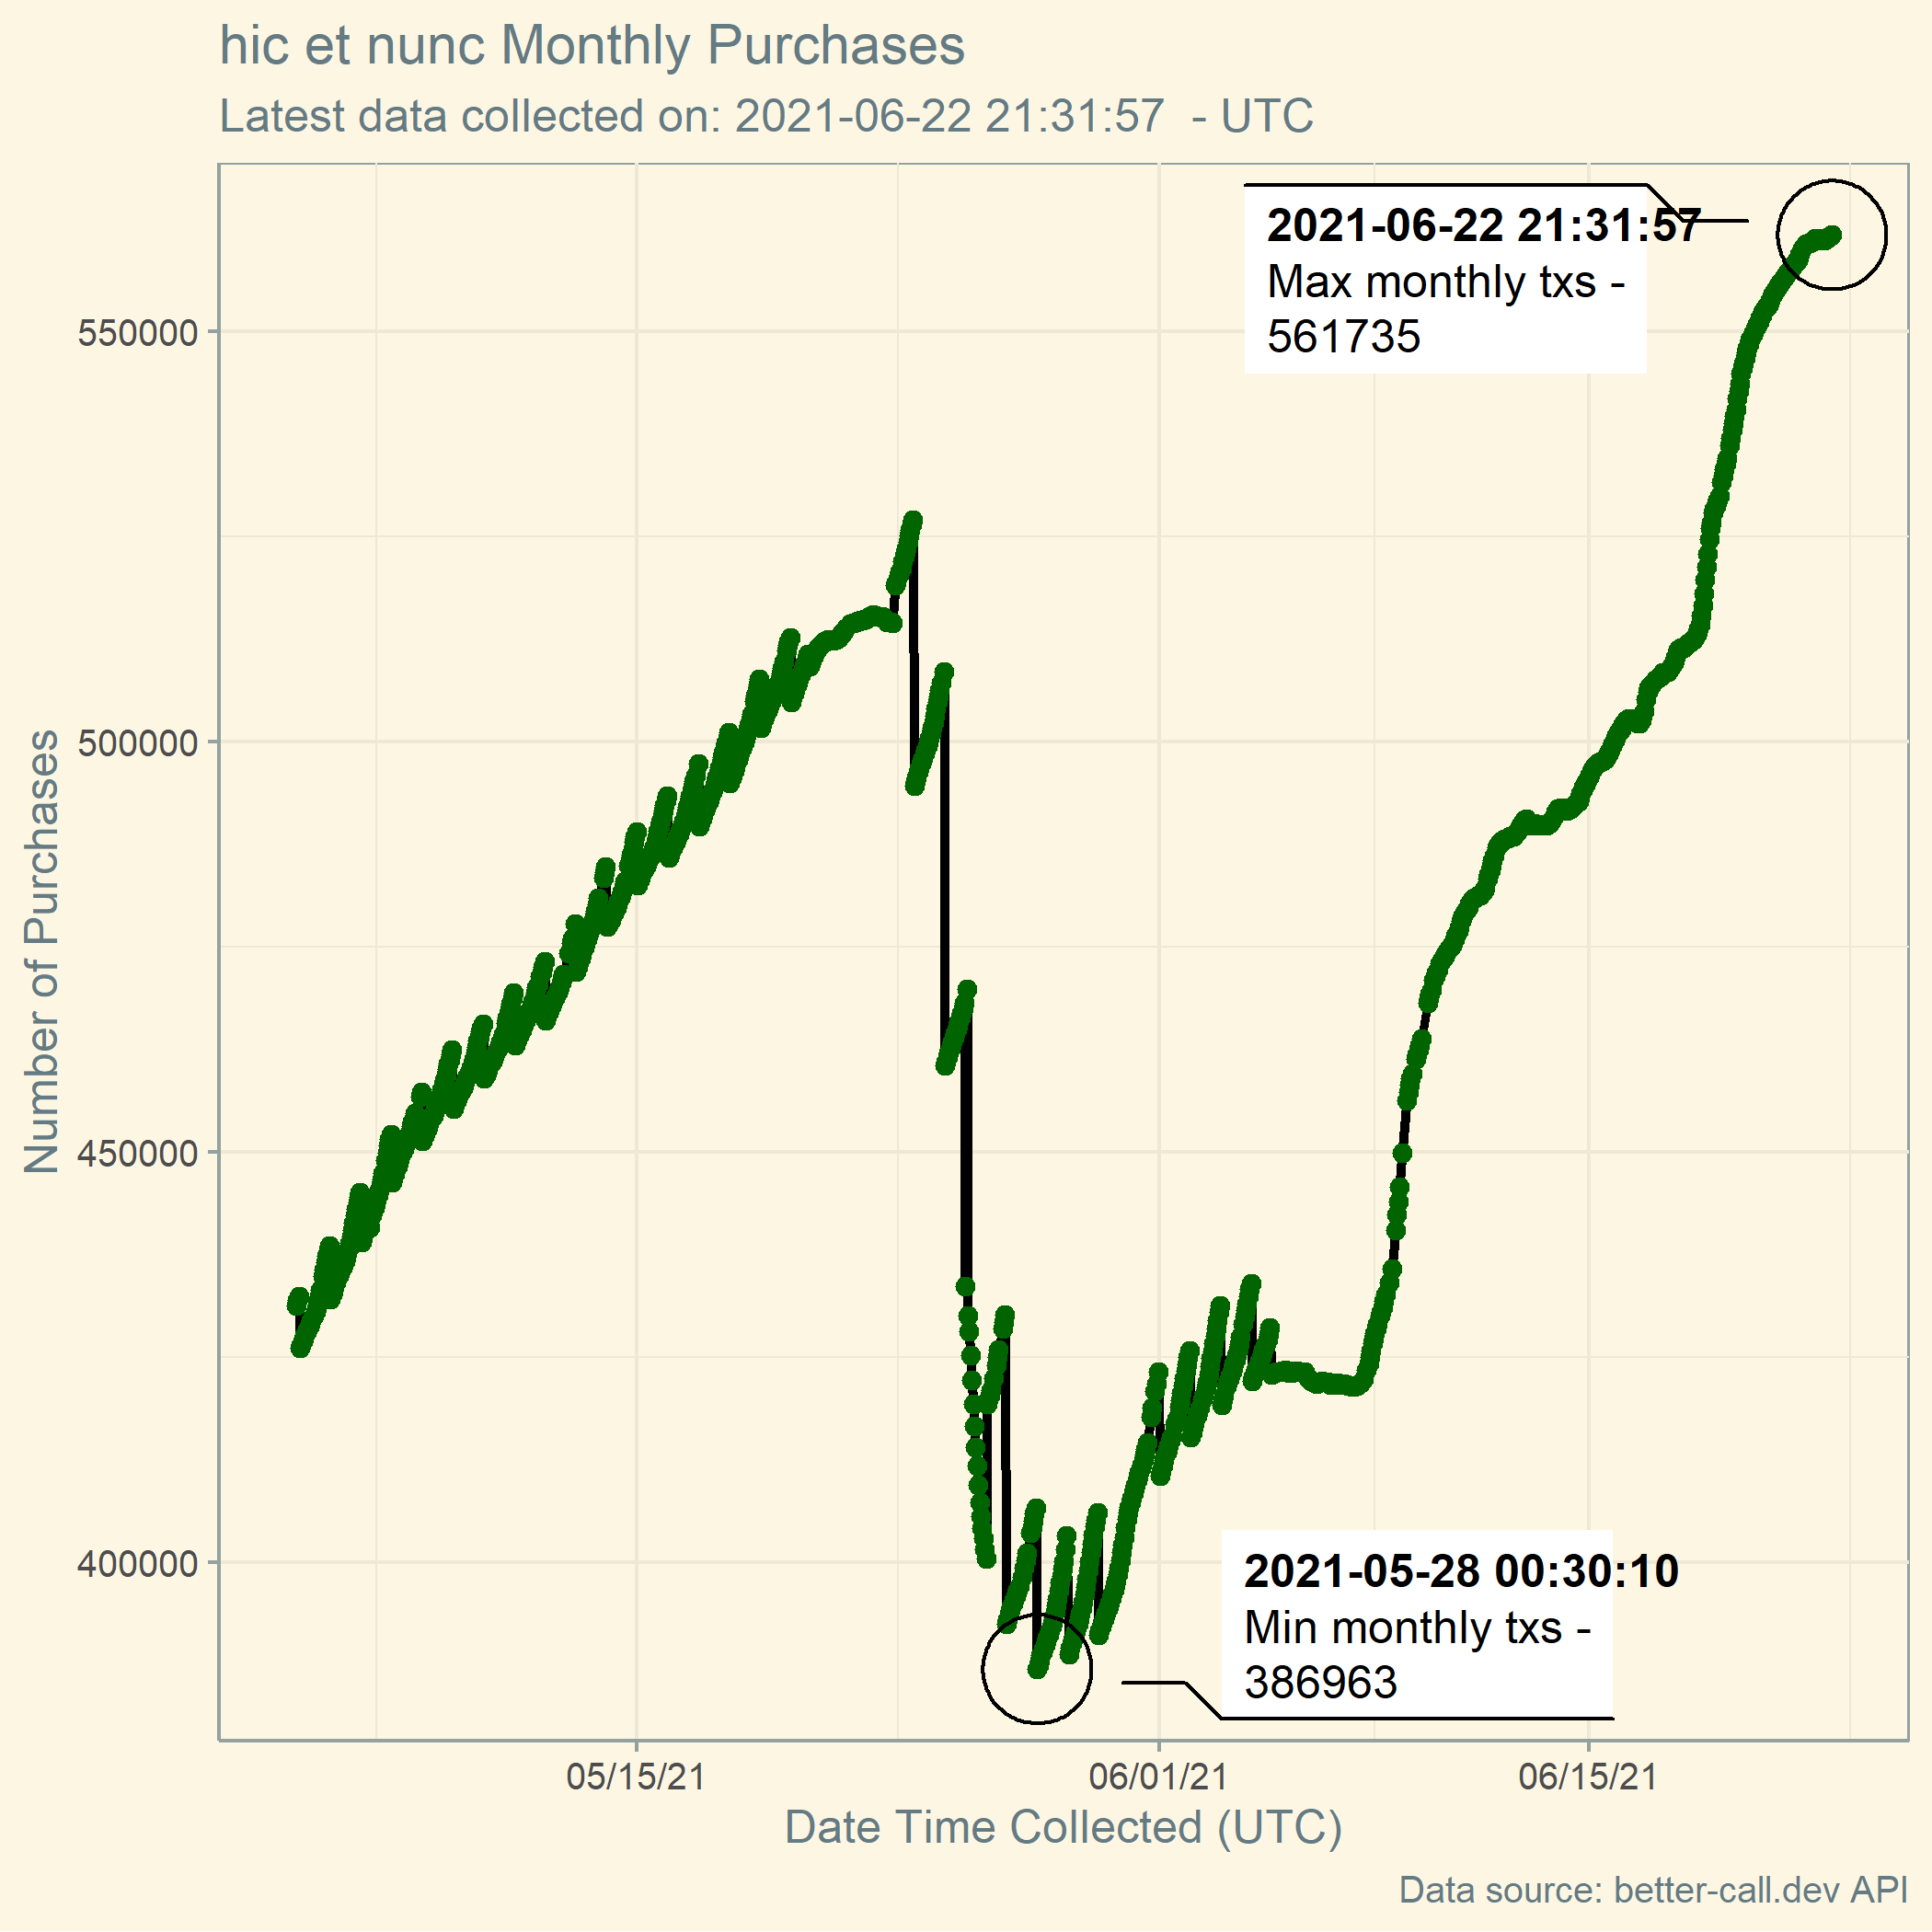 hic et nunc Monthly Purchases
Latest data collected on: 2021-06-22 21:31:57  - UTC
2021-06-22 21:31:57
Max monthly txs -
561735
550000
500000
450000
400000
Number of Purchases
2021-05-28 00:30:10
Min monthly txs -
386963
05/15/21
06/01/21
06/15/21
Date Time Collected (UTC)
Data source: better-call.dev API